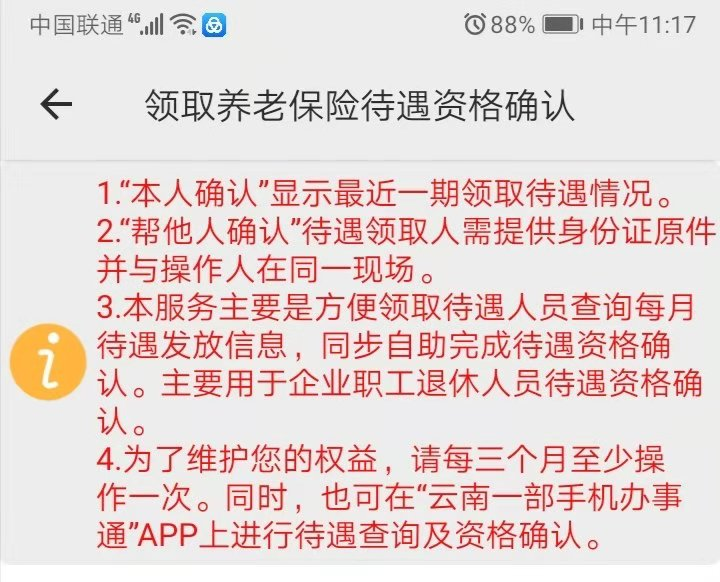 中国联通 4G 88% 中午11:17
领取养老保险待遇资格确认
1.“本人确认”显示最近一期领取待遇情况。
2.“帮他人确认”待遇领取人需提供身份证原件
并与操作人在同一现场。
3.本服务主要是方便领取待遇人员查询每月
待遇发放信息，同步自助完成待遇资格确
认。主要用于企业职工退休人员待遇资格确
认。
4.为了维护您的权益，请每三个月至少操
作一次。同时，也可在“云南一部手机办事
通”APP上进行待遇查询及资格确认。